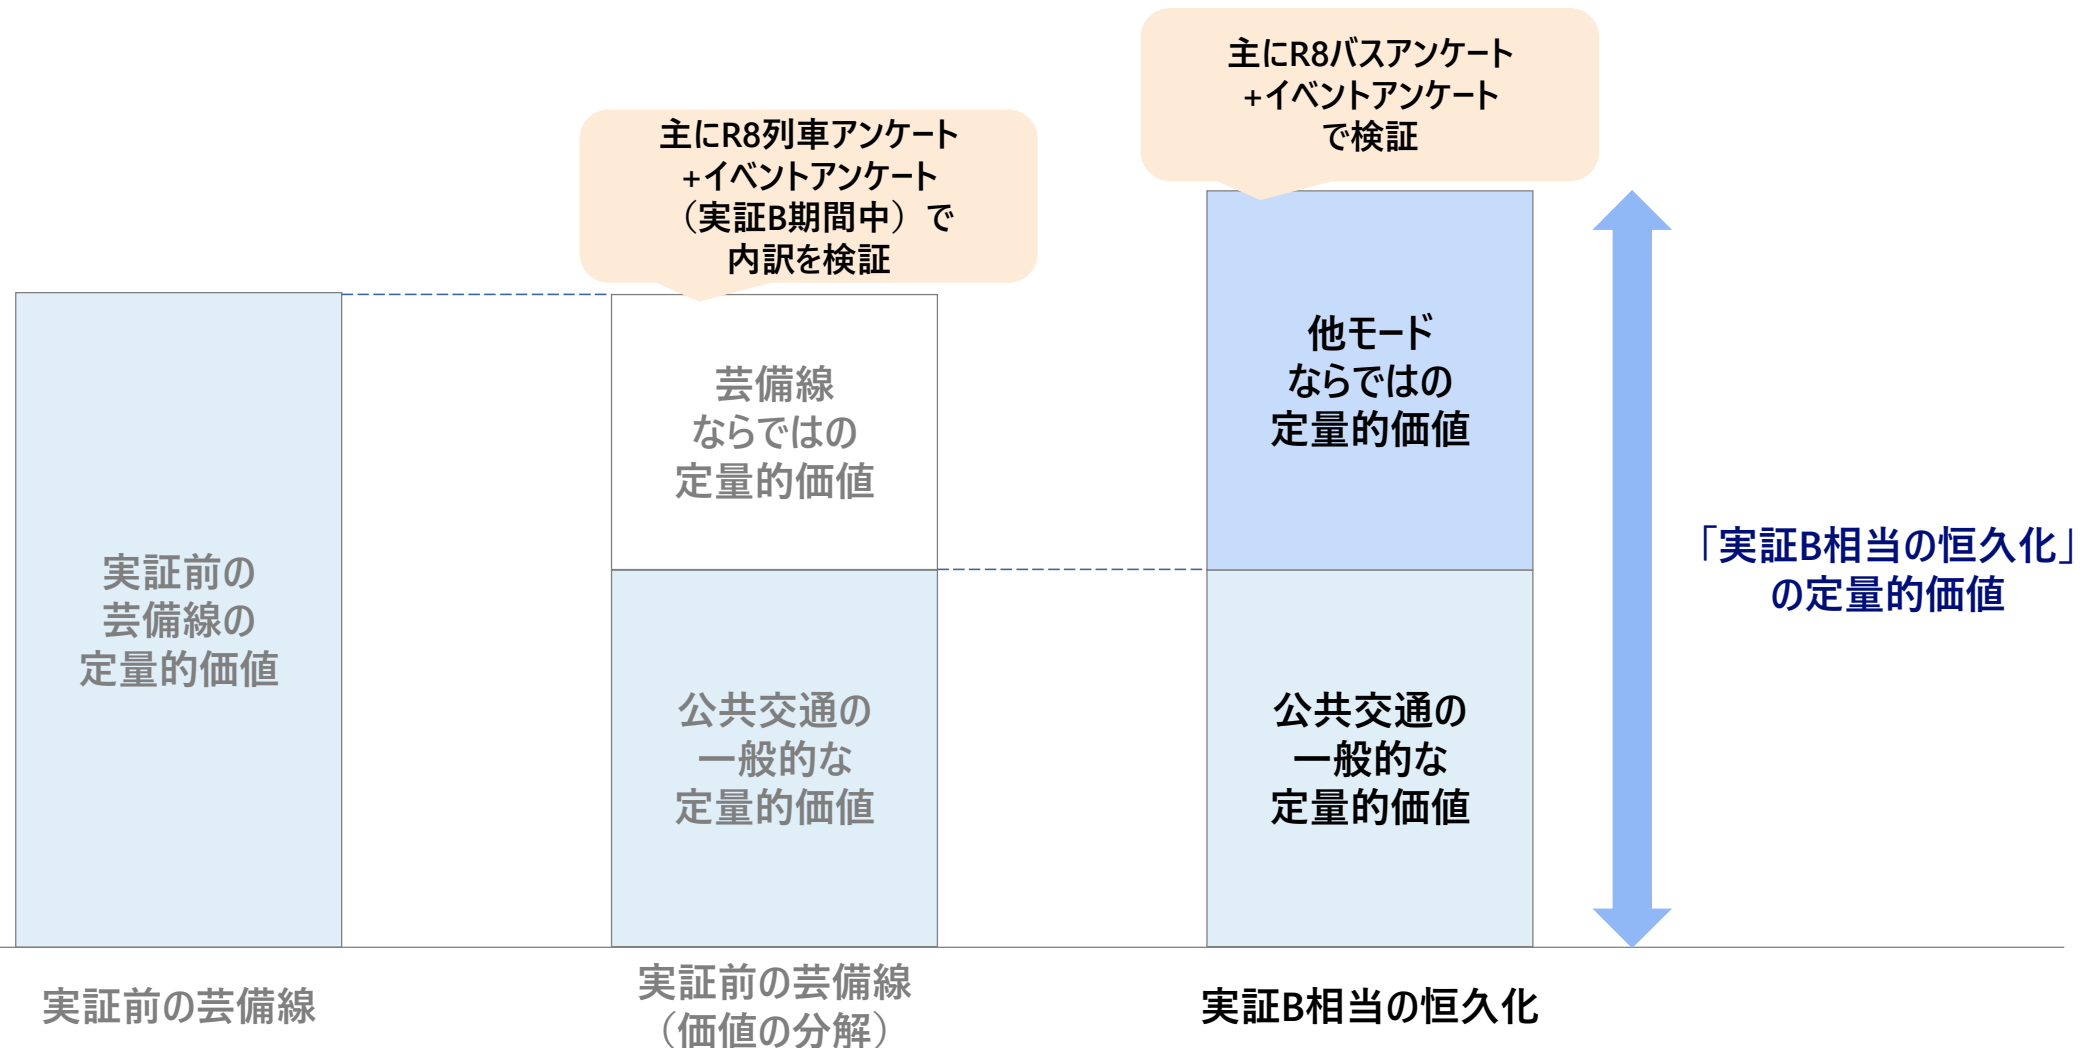 主にR8バスアンケート
+イベントアンケート
で検証
主にR8列車アンケート
+イベントアンケート
（実証B期間中）で
内訳を検証
実証前の
芸備線の
定量的価値
芸備線
ならではの
定量的価値
公共交通の
一般的な
定量的価値
他モード
ならではの
定量的価値
公共交通の
一般的な
定量的価値
「実証B相当の恒久化」
の定量的価値
実証前の芸備線
実証前の芸備線
（価値の分解）
実証B相当の恒久化